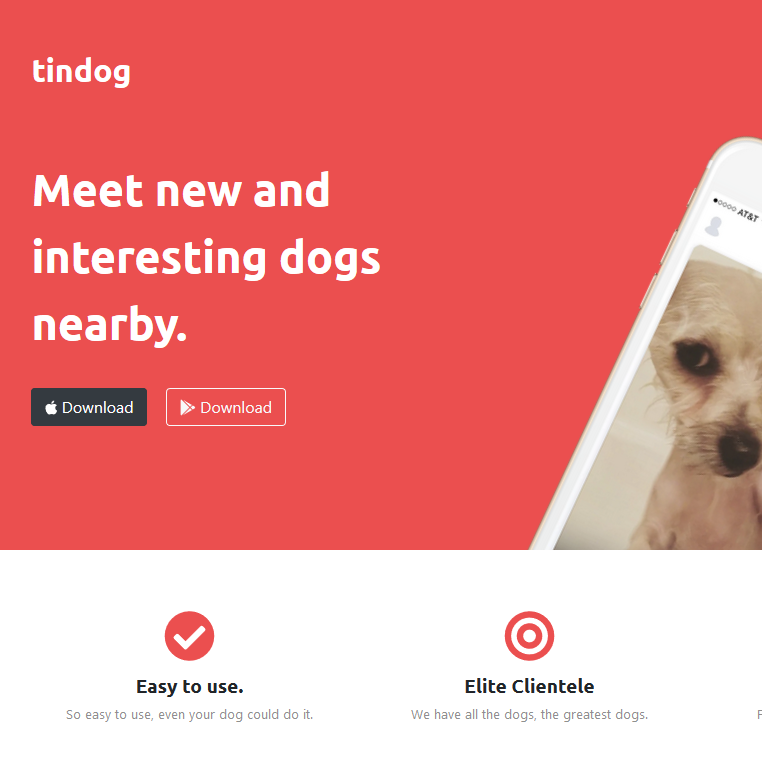 tindog
Meet new and
interesting dogs
nearby.
AT&T
Download
Download
Easy to use.
Elite Clientele
So easy to use, even your dog could do it.
We have all the dogs, the greatest dogs.
F